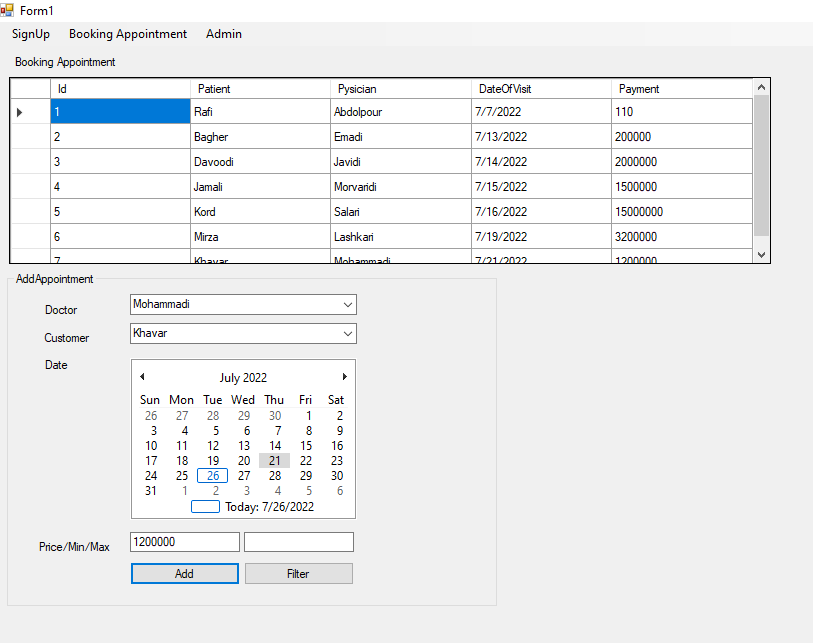 Form1
SignUp Booking Appointment Admin
Booking Appointment
Id Patient Pysician DateOfVisit Payment
1 Rafi Abdolpour 7/7/2022 110
2 Bagher Emadi 7/13/2022 200000
3 Davoodi Javidi 7/14/2022 2000000
4 Jamali Morvaridi 7/15/2022 1500000
5 Kord Salari 7/16/2022 15000000
6 Mirza Lashkari 7/19/2022 3200000
7 Khavar Mohammadi 7/21/2022 1200000
AddAppointment
Doctor Mohammadi
Customer Khavar
Date
July 2022
Sun Mon Tue Wed Thu Fri Sat
26 27 28 29 30 1 2
3 4 5 6 7 8 9
10 11 12 13 14 15 16
17 18 19 20 21 22 23
24 25 26 27 28 29 30
31 1 2 3 4 5 6
Today: 7/26/2022
Price/Min/Max 1200000
Add Filter